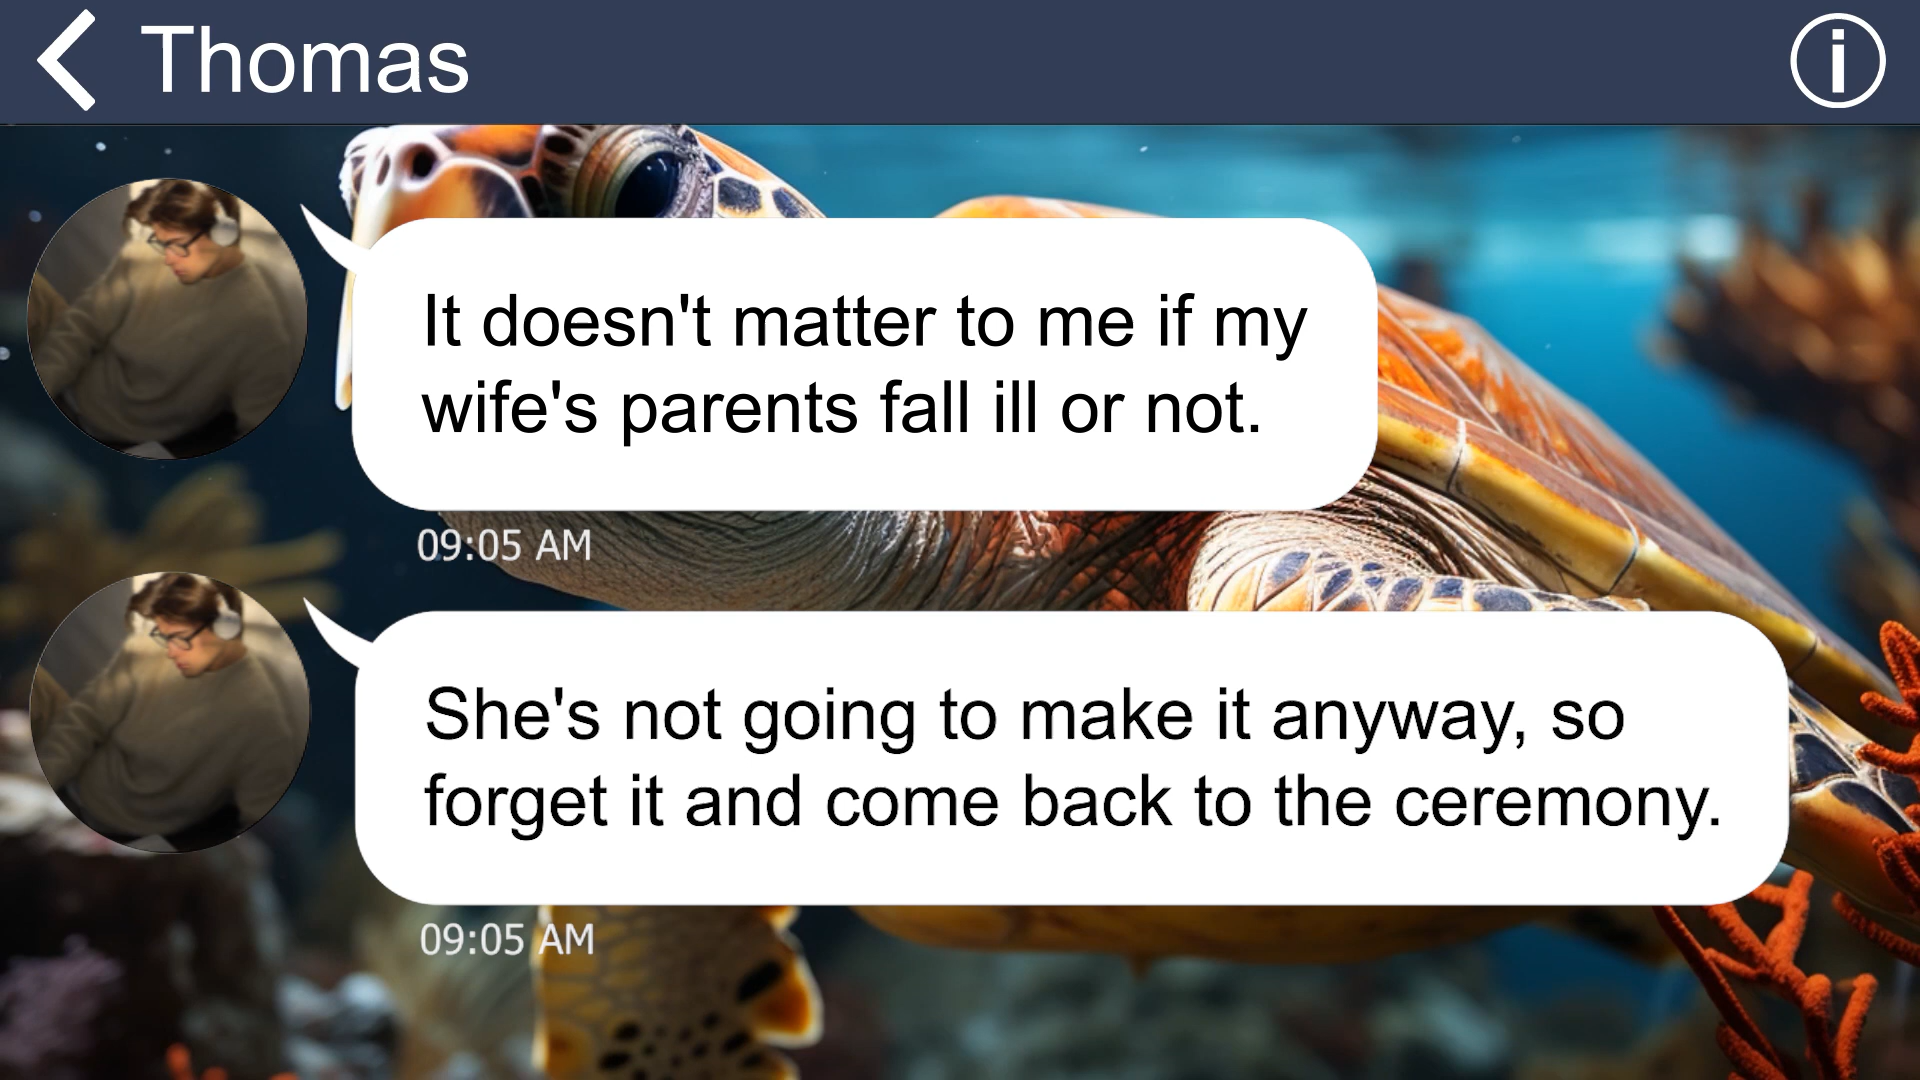 Thomas
It doesn't matter to me if my
wife's parents fall ill or not.
09:05 AM
She's not going to make it anyway, so
forget it and come back to the ceremony.
09:05 AM